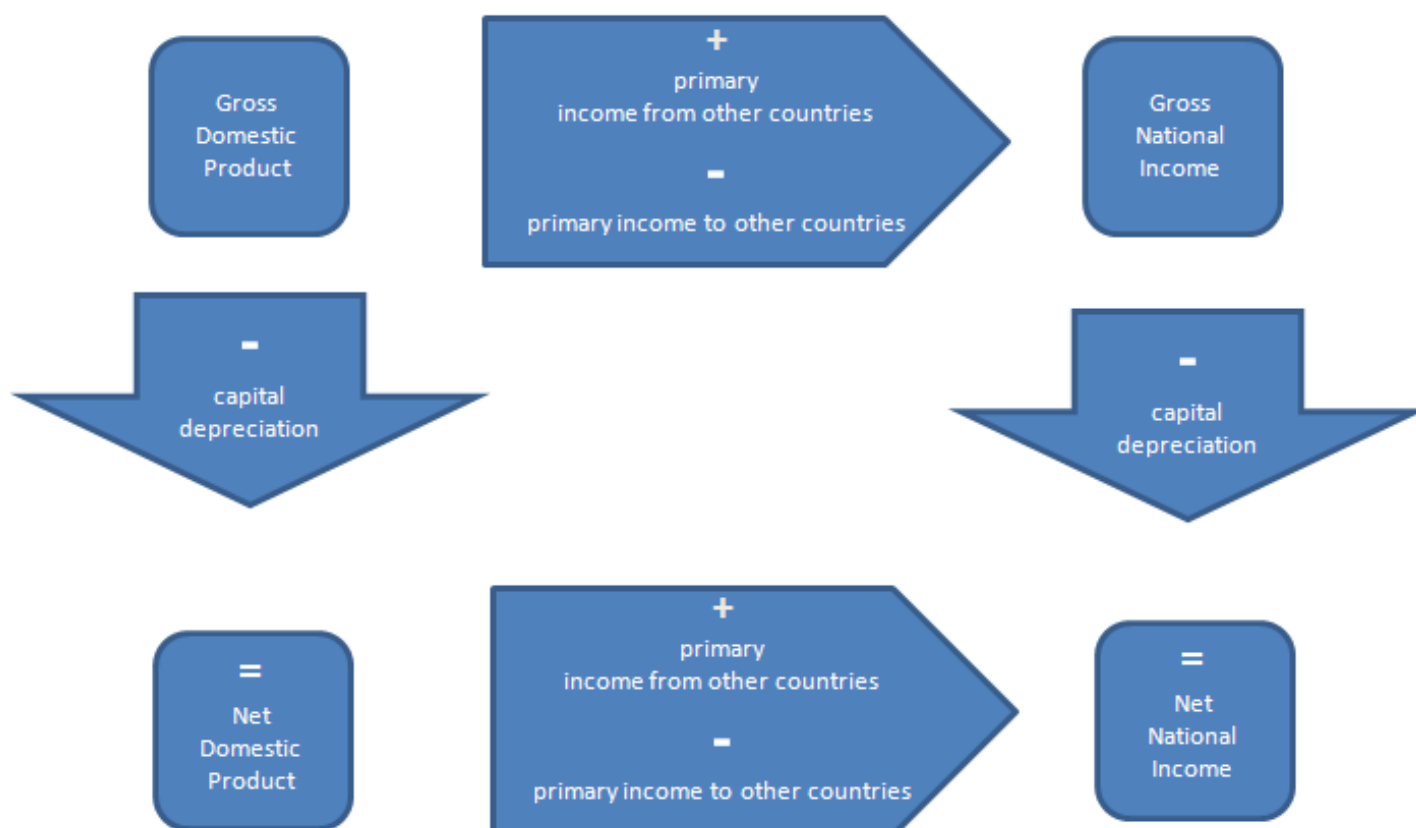 Gross
Domestic
Product
+
primary
income from other countries
-
primary income to other countries
Gross
National
Income
-
capital
depreciation
-
capital
depreciation
=
Net
Domestic
Product
+
primary
income from other countries
-
primary income to other countries
=
Net
National
Income